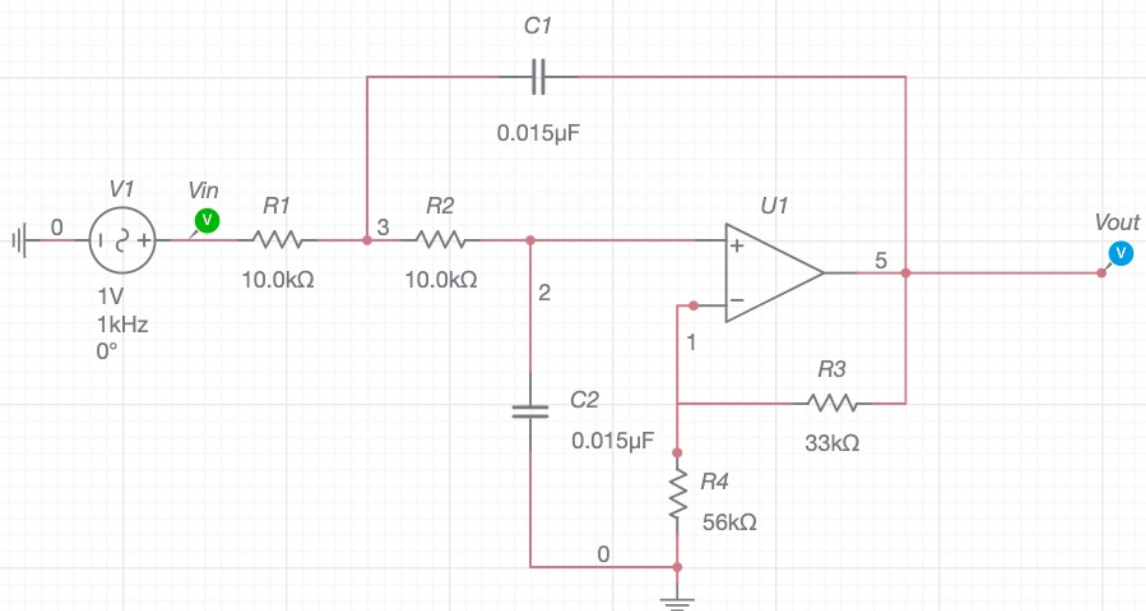 C1
0.015µF
V1
Vin
V
R1
3
R2
U1
Vout
V
0
+
5
10.0kΩ
10.0kΩ
1V
1kHz
0°
2
−
1
R3
C2
33kΩ
0.015µF
R4
56kΩ
0